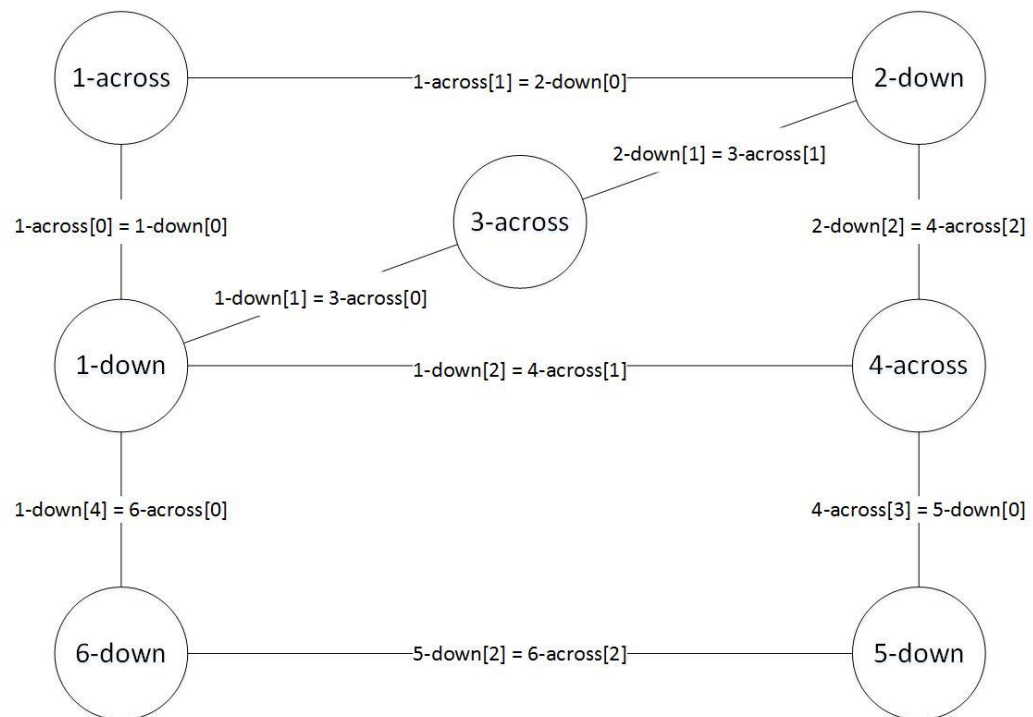 1-across
1-across[1] = 2-down[0]
2-down
2-down[1] = 3-across[1]
3-across
1-across[0] = 1-down[0]
2-down[2] = 4-across[2]
1-down[1] = 3-across[0]
1-down
1-down[2] = 4-across[1]
4-across
1-down[4] = 6-across[0]
4-across[3] = 5-down[0]
6-down
5-down[2] = 6-across[2]
5-down